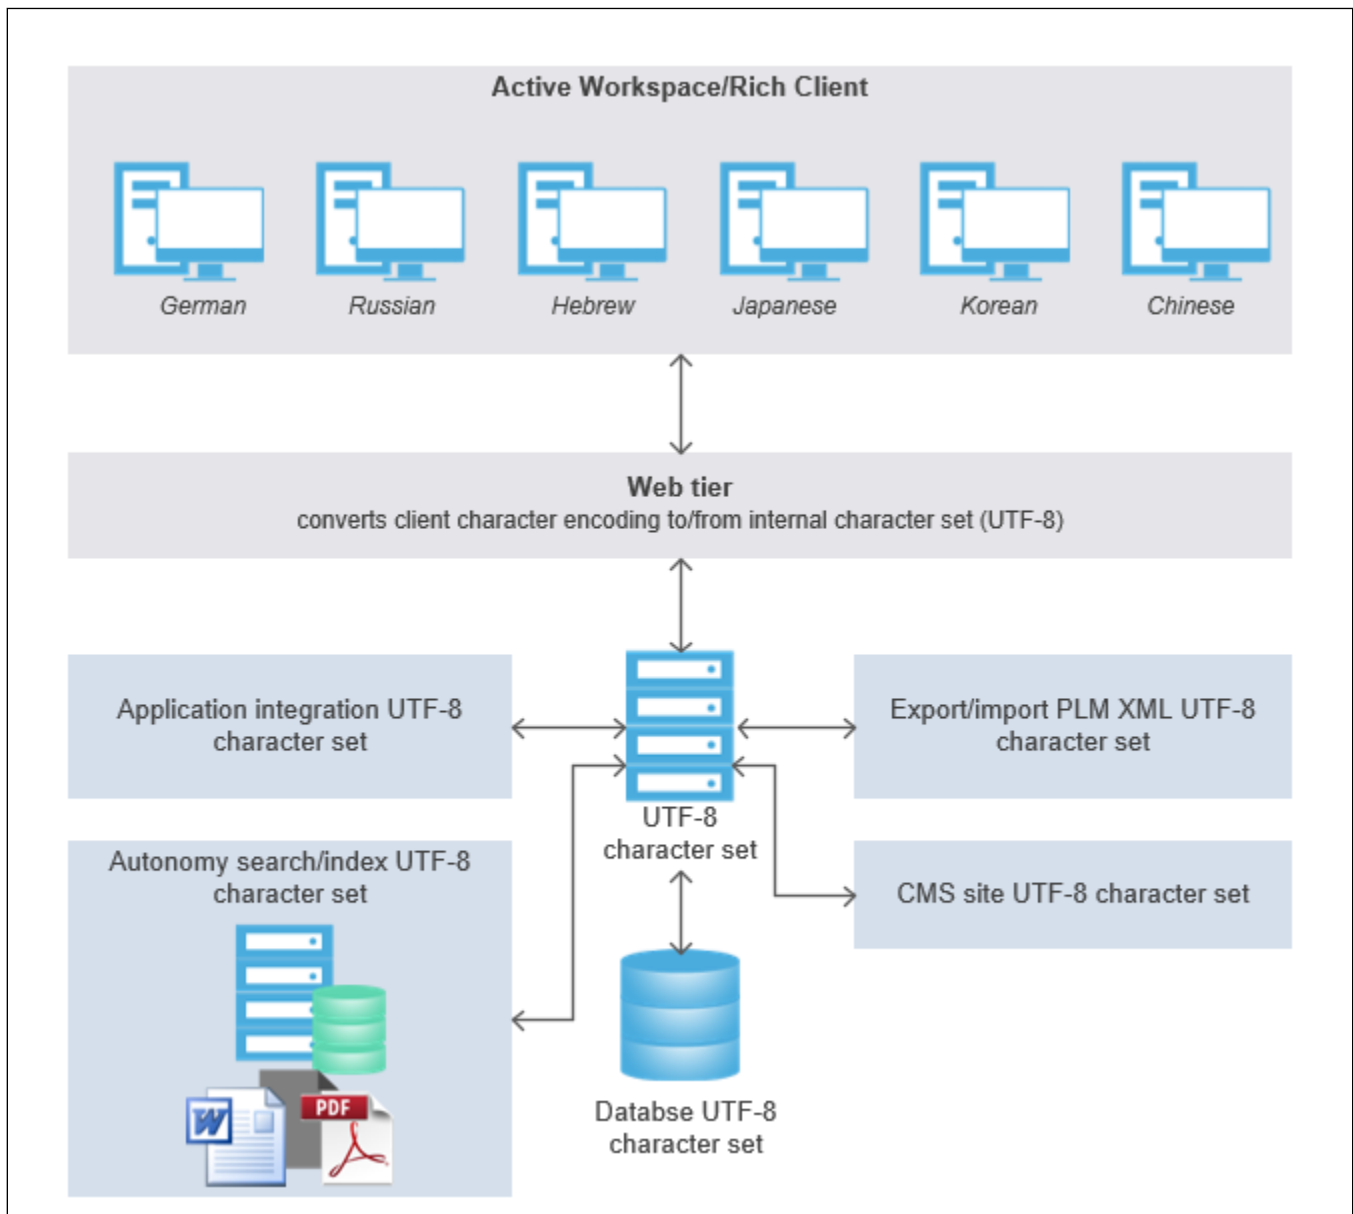 Active Workspace/Rich Client
German
Russian
Hebrew
Japanese
Korean
Chinese
Web tier
converts client character encoding to/from internal character set (UTF-8)
Application integration UTF-8
character set
Export/import PLM XML UTF-8
character set
UTF-8
character set
Autonomy search/index UTF-8
character set
CMS site UTF-8 character set
W
PDF
Databse UTF-8
character set